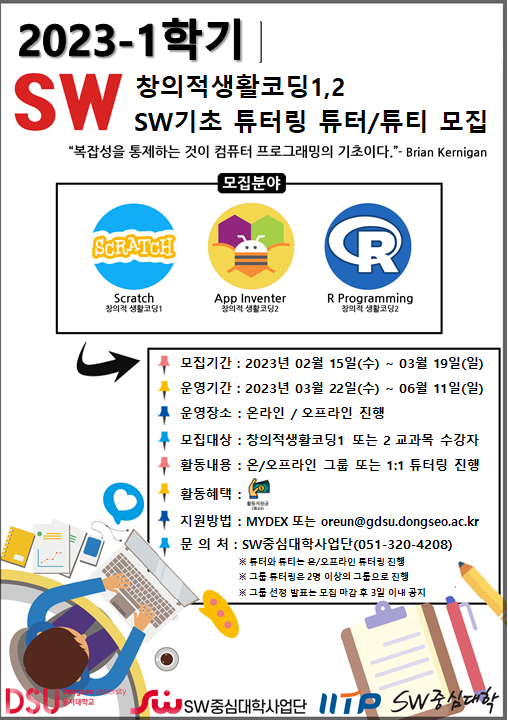 2023-1학기
SW 창의적생활코딩1,2
SW기초 튜터링 튜터/튜티 모집
“복잡성을 통제하는 것이 컴퓨터 프로그래밍의 기초이다.”- Brian Kernigan
모집분야
SCRATCH
R
Scratch
창의적 생활코딩1
App Inventer
창의적 생활코딩2
R Programming
창의적 생활코딩2
모집기간 : 2023년 02월 15일(수) ~ 03월 19일(일)
운영기간 : 2023년 03월 22일(수) ~ 06월 11일(일)
운영장소 : 온라인 / 오프라인 진행
모집대상 : 창의적생활코딩1 또는 2 교과목 수강자
활동내용 : 온/오프라인 그룹 또는 1:1 튜터링 진행
활동혜택 :
활동지원금
지원방법 : MYDEX 또는 oreun@gdsu.dongseo.ac.kr
문 의 처 : SW중심대학사업단(051-320-4208)
※ 튜터와 튜티는 온/오프라인 튜터링 진행
※ 그룹 튜터링은 2명 이상의 그룹으로 진행
※ 그룹 선정 발표는 모집 마감 후 3일 이내 공지
DSU Dongseo University
동서대학교
SW SW중심대학사업단
IITP
SW중심대학